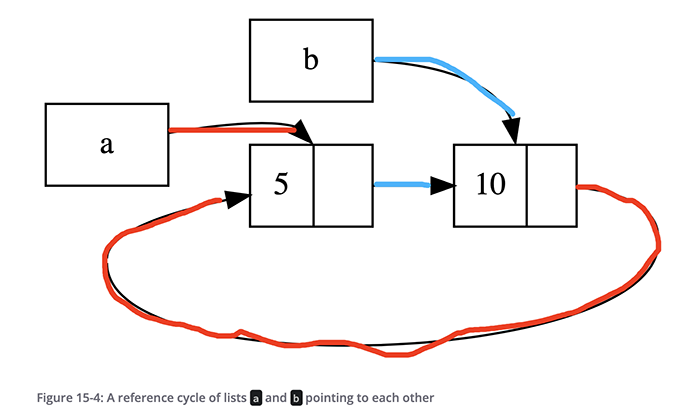 b
a
5
10
Figure 15-4: A reference cycle of lists a and b pointing to each other